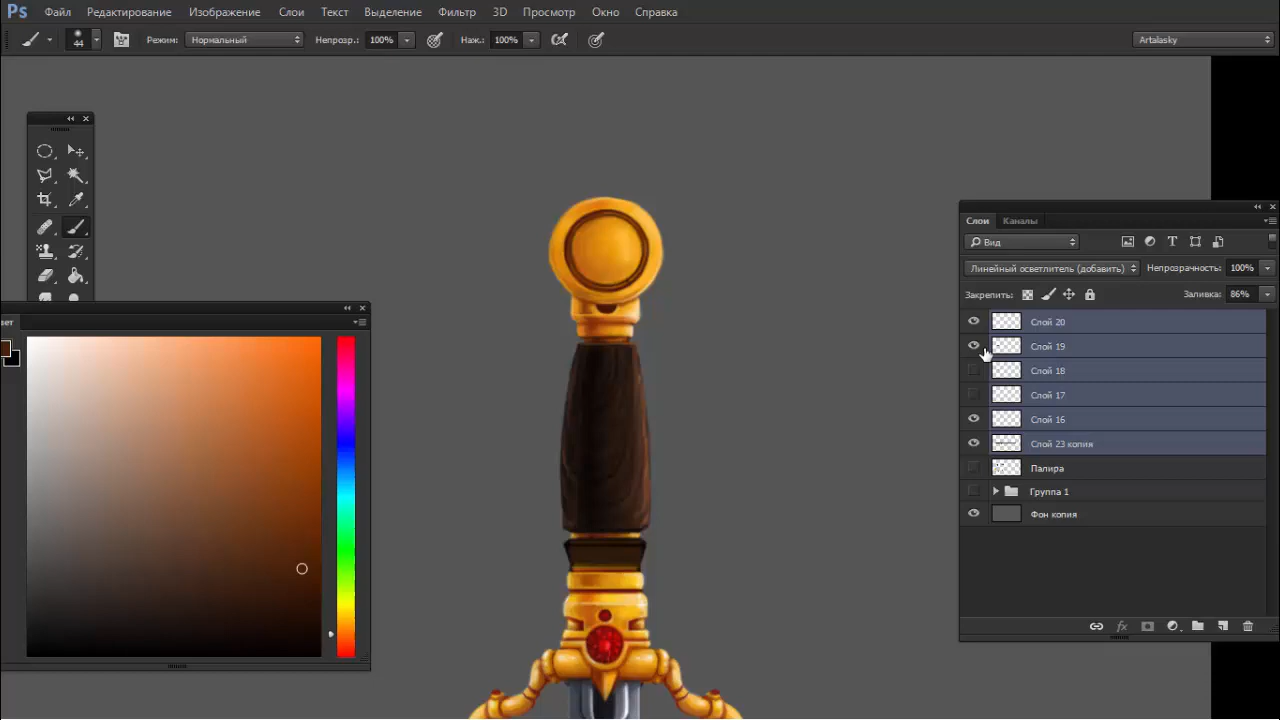 Ps Файл Редактирование Изображение Слои Текст Выделение Фильтр 3D Просмотр Окно Справка
44 Режим: Нормальный Непрозр.: 100% Наж.: 100% Artalasky
Слои Каналы
Вид
Линейный осветлитель (добавить) Непрозрачность: 100%
Закрепить: Заливка: 86%
Слой 20
Слой 19
Слой 18
Слой 17
Слой 16
Слой 23 копия
Палира
Группа 1
Фон копия
вет
fx